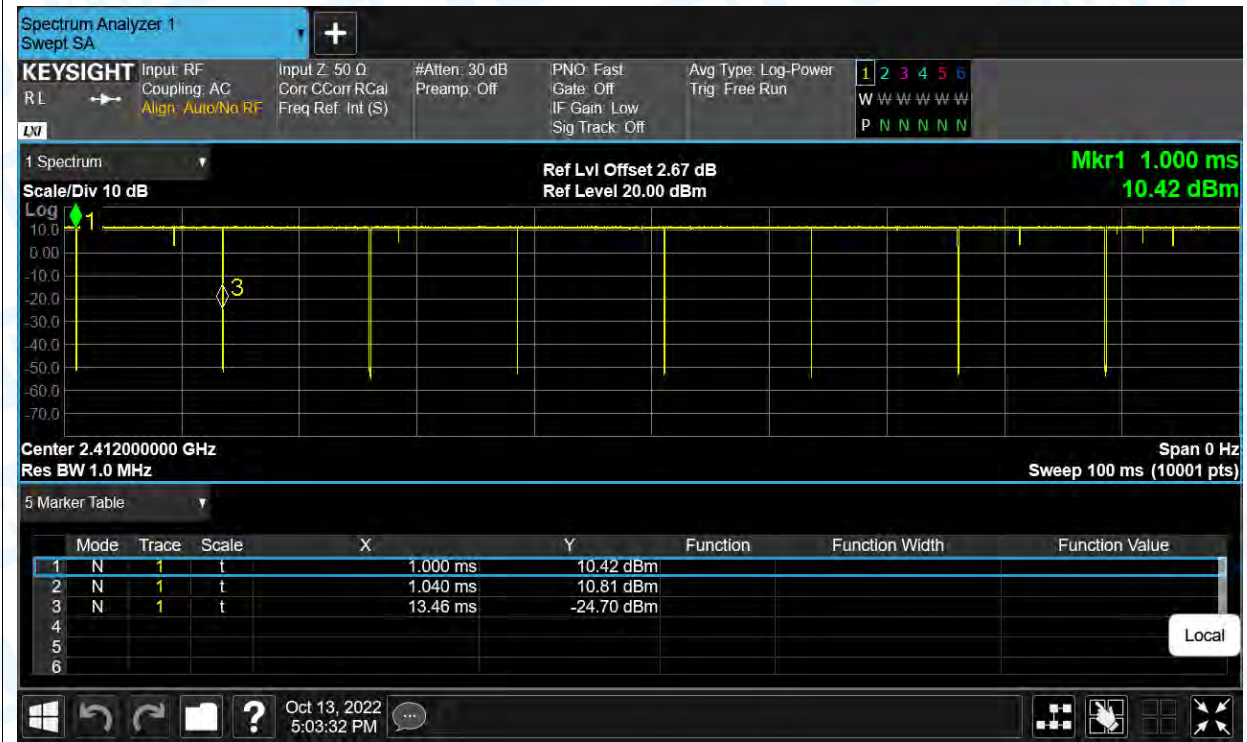 Spectrum Analyzer 1
Swept SA
+
KEYSIGHT
R L
LXI
Input: RF
Coupling: AC
Align: Auto/No RF
Input Z: 50 Ω
Corr CCorr RCal
Freq Ref: Int (S)
#Atten: 30 dB
Preamp: Off
PNO: Fast
Gate: Off
IF Gain: Low
Sig Track: Off
Avg Type: Log-Power
Trig: Free Run
1 2 3 4 5 6
W W W W W W
P N N N N N
1 Spectrum
Scale/Div 10 dB
Ref Lvl Offset 2.67 dB
Ref Level 20.00 dBm
Mkr1 1.000 ms
10.42 dBm
Log
1
10.0
0.00
-10.0
3
-20.0
-30.0
-40.0
-50.0
-60.0
-70.0
Center 2.412000000 GHz
Span 0 Hz
Res BW 1.0 MHz
Sweep 100 ms (10001 pts)
5 Marker Table
Mode Trace Scale X Y Function Function Width Function Value
1 N 1 t 1.000 ms 10.42 dBm
2 N 1 t 1.040 ms 10.81 dBm
3 N 1 t 13.46 ms -24.70 dBm
4
5
6
Local
?
Oct 13, 2022
5:03:32 PM